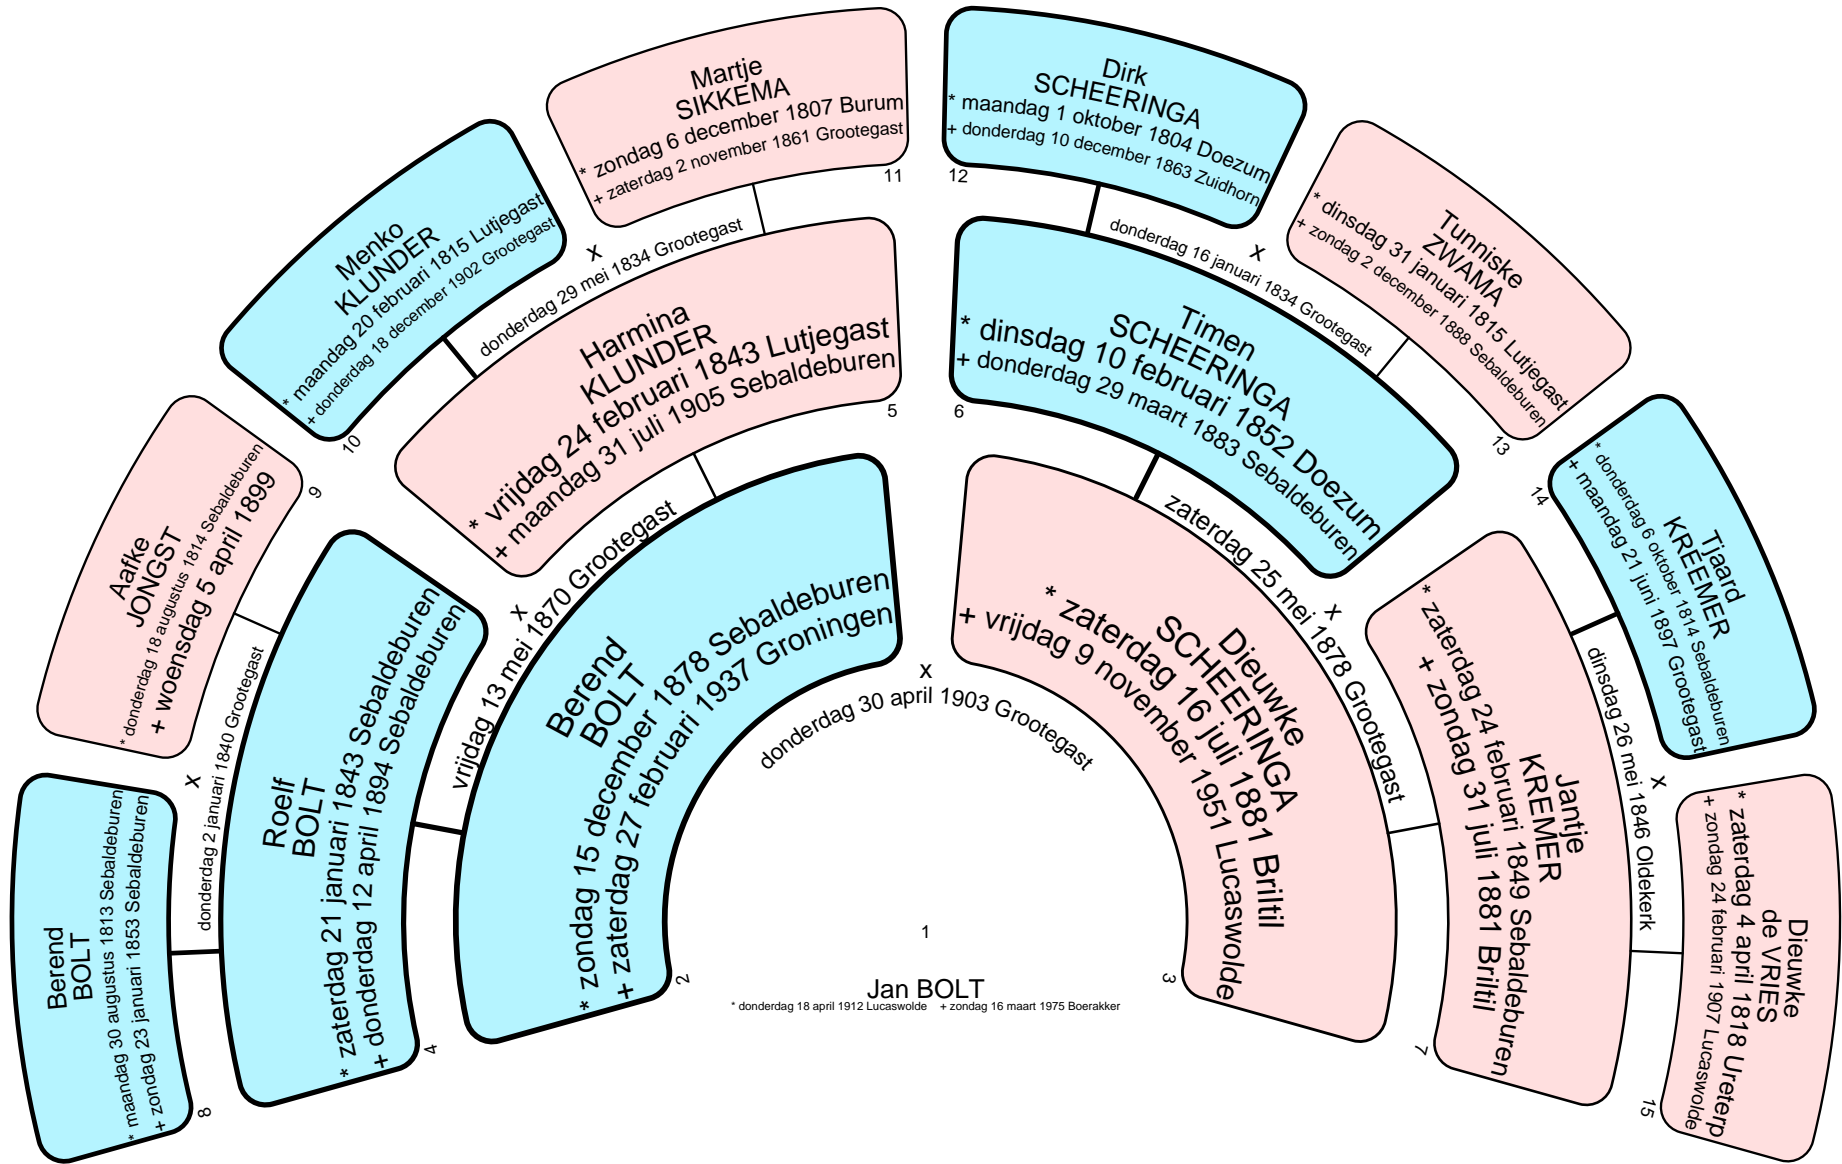 1
Jan BOLT
* donderdag 18 april 1912 Lucaswolde + zondag 16 maart 1975 Boerakker
2
Berend
BOLT
* zondag 15 december 1878 Sebaldeburen
+ zaterdag 27 februari 1937 Groningen
x
donderdag 30 april 1903 Grootegast
3
Dieuwke
SCHEERINGA
* zaterdag 16 juli 1881 Briltil
+ vrijdag 9 november 1951 Lucaswolde
4
Roelf
BOLT
* zaterdag 21 januari 1843 Sebaldeburen
+ donderdag 12 april 1894 Sebaldeburen
x
vrijdag 13 mei 1870 Grootegast
5
Harmina
KLUNDER
* vrijdag 24 februari 1843 Lutjegast
+ maandag 31 juli 1905 Sebaldeburen
6
Timen
SCHEERINGA
* dinsdag 10 februari 1852 Doezum
+ donderdag 29 maart 1883 Sebaldeburen
x
zaterdag 25 mei 1878 Grootegast
7
Jantje
KREMER
* zaterdag 24 februari 1849 Sebaldeburen
+ zondag 31 juli 1881 Briltil
8
Berend
BOLT
* maandag 30 augustus 1813 Sebaldeburen
+ zondag 23 januari 1853 Sebaldeburen
x
donderdag 2 januari 1840 Grootegast
9
Aafke
JONGST
* donderdag 18 augustus 1814 Sebaldeburen
+ woensdag 5 april 1899
10
Menko
KLUNDER
* maandag 20 februari 1815 Lutjegast
+ donderdag 18 december 1902 Grootegast
x
donderdag 29 mei 1834 Grootegast
11
Martje
SIKKEMA
* zondag 6 december 1807 Burum
+ zaterdag 2 november 1861 Grootegast
12
Dirk
SCHEERINGA
* maandag 1 oktober 1804 Doezum
+ donderdag 10 december 1863 Zuidhorn
x
donderdag 16 januari 1834 Grootegast
13
Tunniske
ZWAMA
* dinsdag 31 januari 1815 Lutjegast
+ zondag 2 december 1888 Sebaldeburen
14
Tjaard
KREEMER
* donderdag 6 oktober 1814 Sebaldeburen
+ maandag 21 juni 1897 Grootegast
x
dinsdag 26 mei 1846 Oldekerk
15
Dieuwke
de VRIES
* zaterdag 4 april 1818 Ureterp
+ zondag 24 februari 1907 Lucaswolde